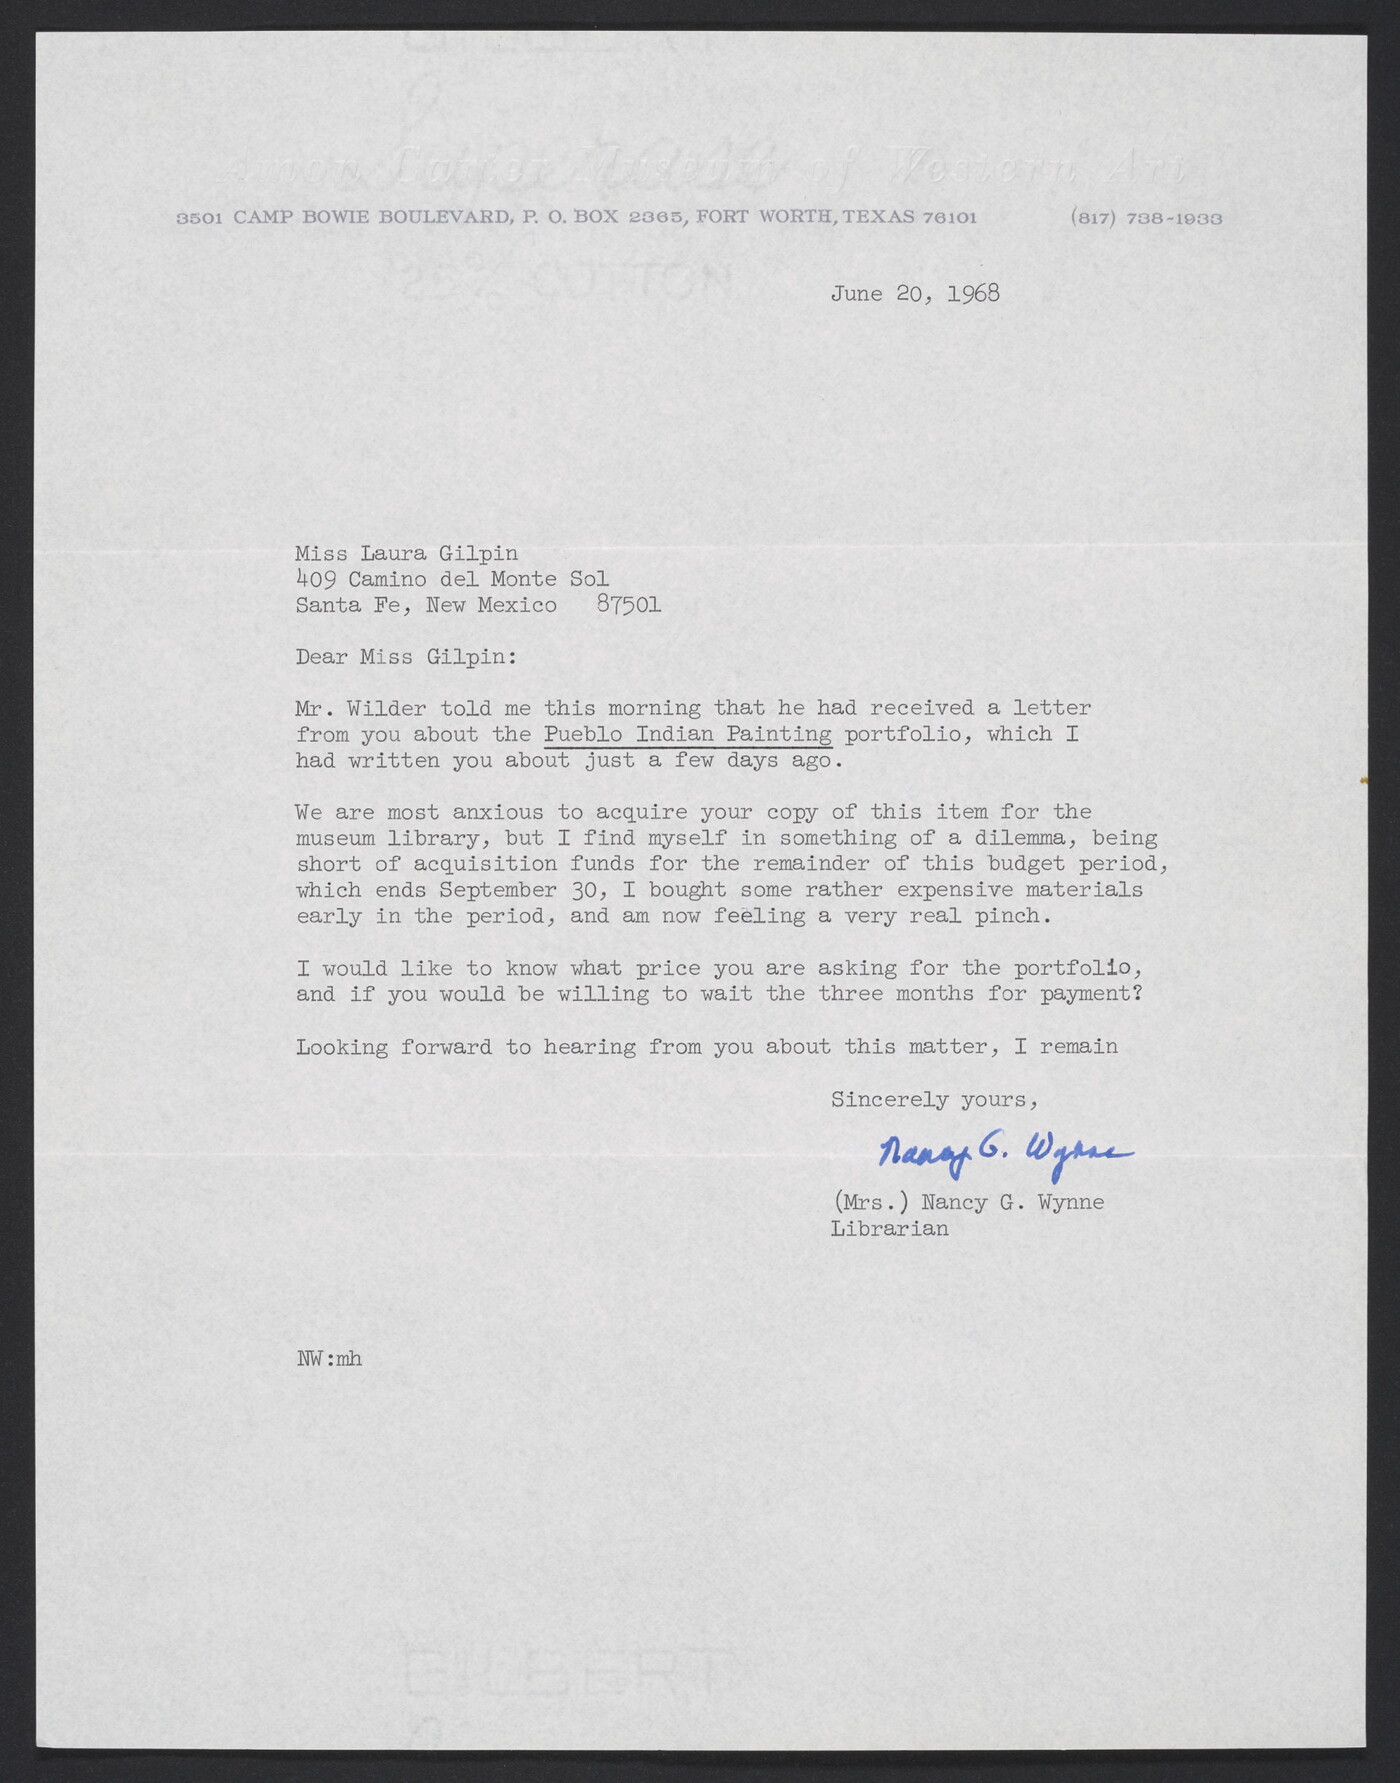 Amon Carter Museum of Western Art
3501 CAMP BOWIE BOULEVARD, P. O. BOX 2365, FORT WORTH, TEXAS 76101 (817) 738-1933
June 20, 1968
Miss Laura Gilpin
409 Camino del Monte Sol
Santa Fe, New Mexico 87501
Dear Miss Gilpin:
Mr. Wilder told me this morning that he had received a letter
from you about the Pueblo Indian Painting portfolio, which I
had written you about just a few days ago.
We are most anxious to acquire your copy of this item for the
museum library, but I find myself in something of a dilemma, being
short of acquisition funds for the remainder of this budget period,
which ends September 30, I bought some rather expensive materials
early in the period, and am now feeling a very real pinch.
I would like to know what price you are asking for the portfolio,
and if you would be willing to wait the three months for payment?
Looking forward to hearing from you about this matter, I remain
Sincerely yours,
Nancy G. Wynne
(Mrs.) Nancy G. Wynne
Librarian
NW:mh
GILBERT